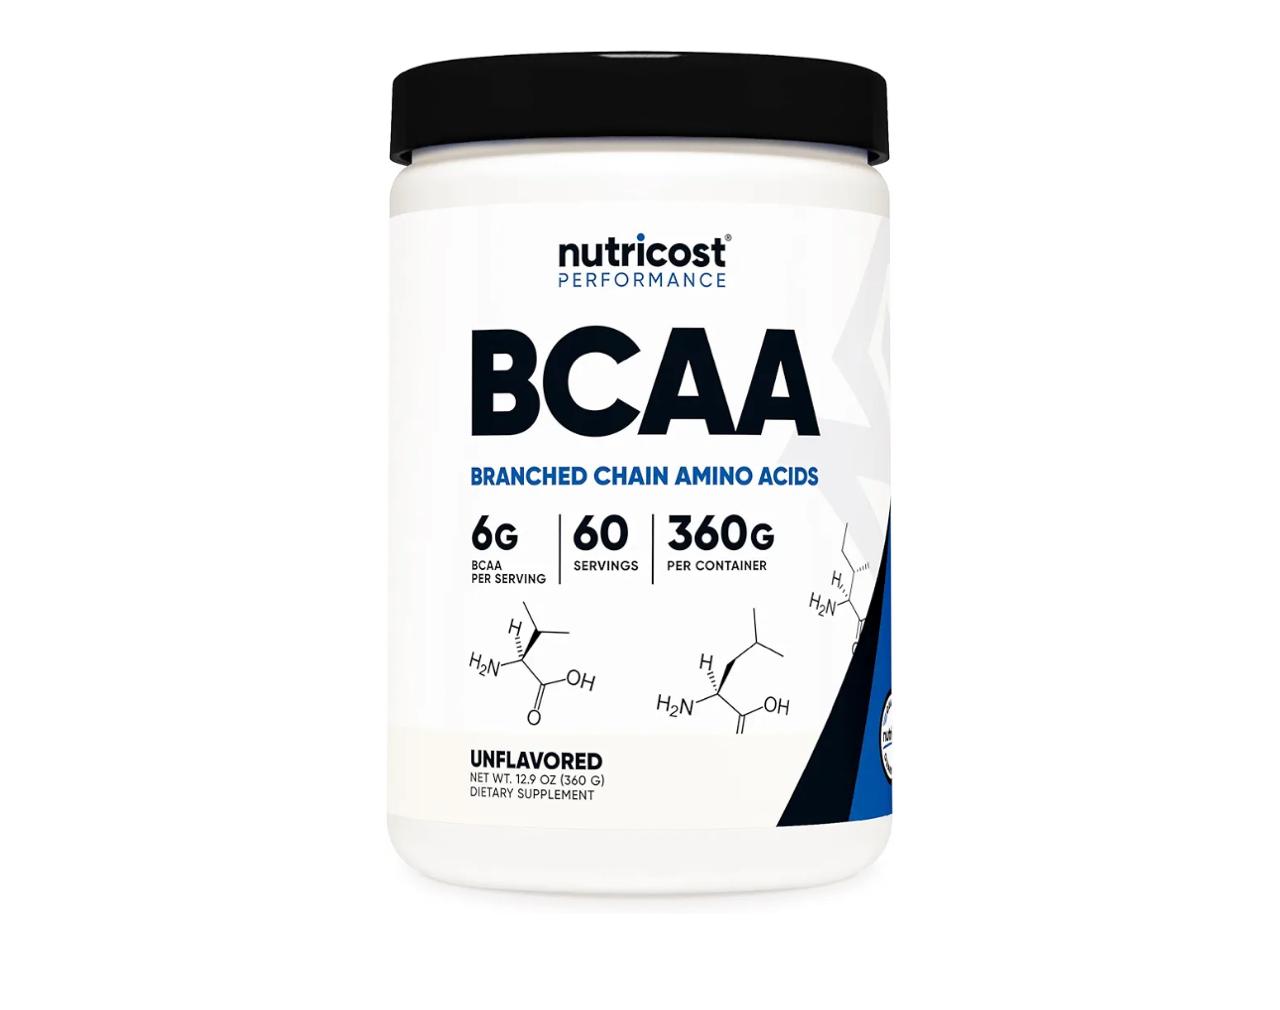 nutricost®
PERFORMANCE
BCAA
BRANCHED CHAIN AMINO ACIDS
6G
BCAA
PER SERVING
60
SERVINGS
360G
PER CONTAINER
H
H₂N
H
H₂N
OH
O
H
H₂N
OH
UNFLAVORED
NET WT. 12.9 OZ (360 G)
DIETARY SUPPLEMENT